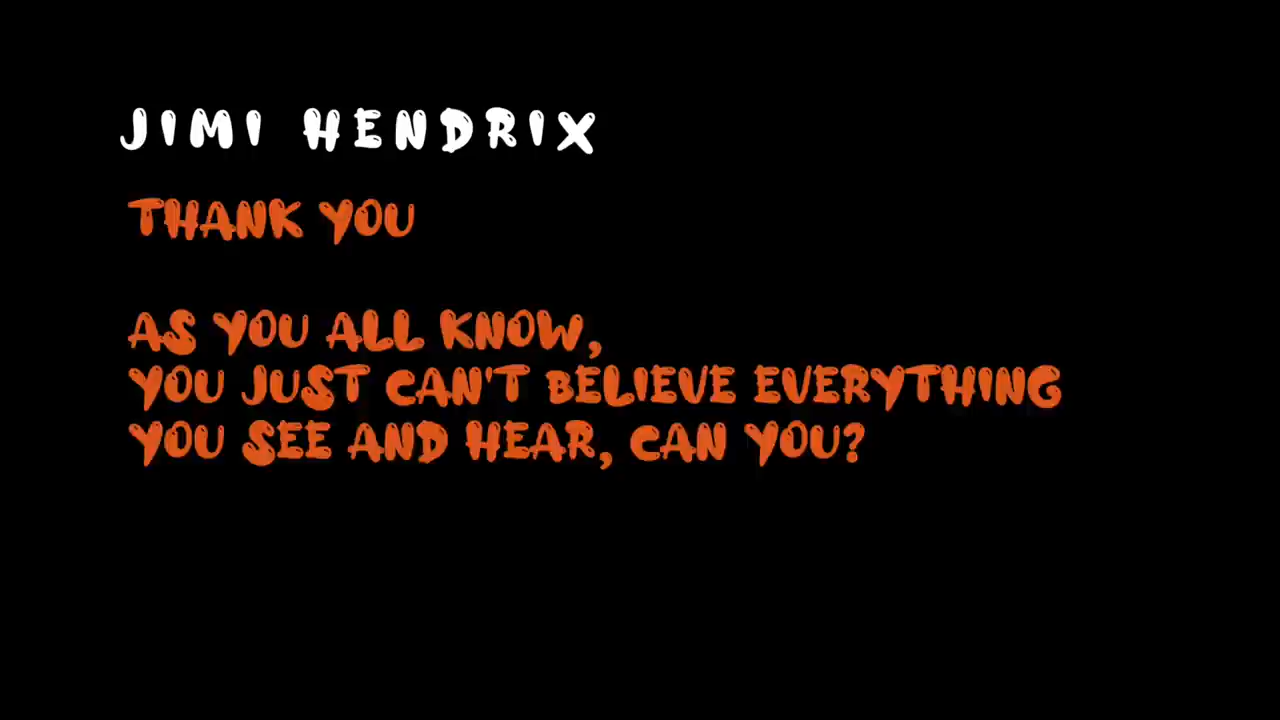 JIMI HENDRIX
THANK YOU
AS YOU ALL KNOW,
YOU JUST CAN'T BELIEVE EVERYTHING
YOU SEE AND HEAR, CAN YOU?